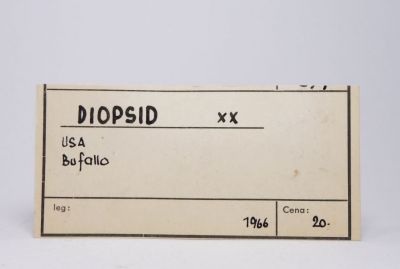 DIOPSID xx
USA
Bufallo
leg: 1966 Cena: 20.-